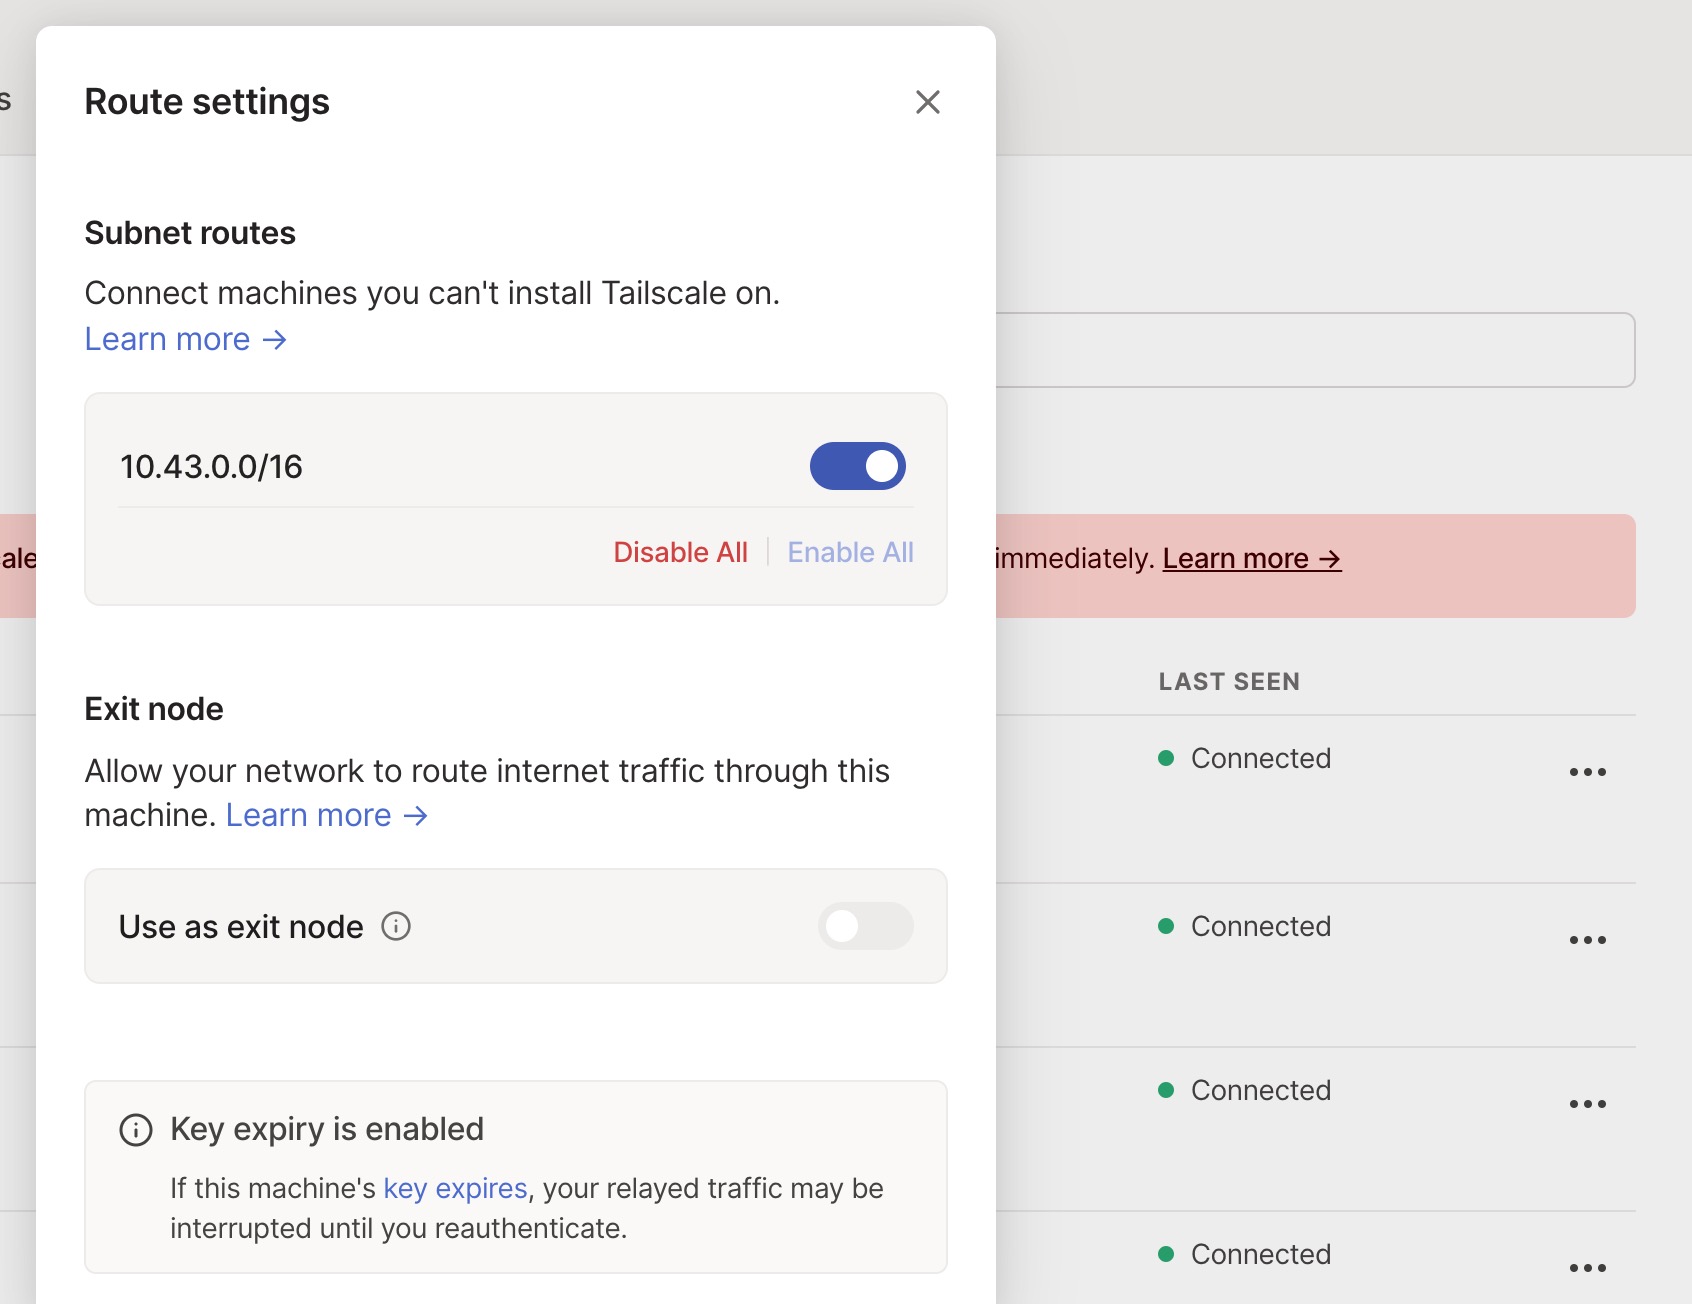 Route settings
Subnet routes
Connect machines you can't install Tailscale on.
Learn more →
10.43.0.0/16
Disable All | Enable All
Exit node
Allow your network to route internet traffic through this
machine. Learn more →
Use as exit node
Key expiry is enabled
If this machine's key expires, your relayed traffic may be
interrupted until you reauthenticate.
immediately. Learn more →
LAST SEEN
Connected
Connected
Connected
Connected